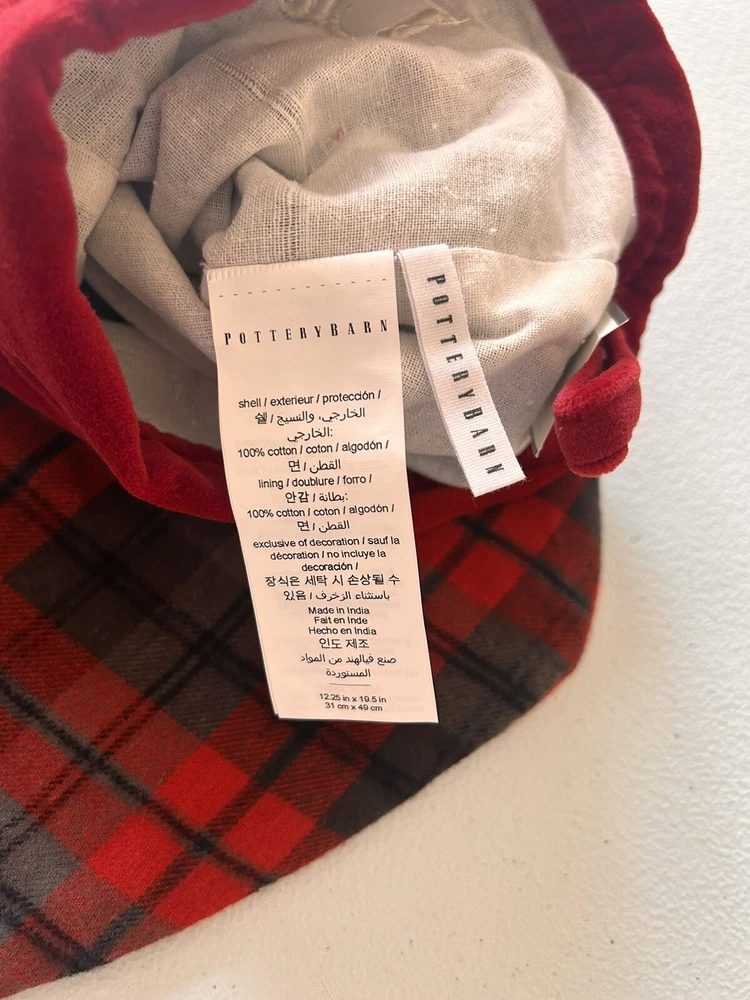 POTTERYBARN
shell / exterieur / protección /
쉘 / الخارجي، والنسيج
الخارجي:
100% cotton / coton / algodón /
면 / القطن
lining / doublure / forro /
안감 / بطانة:
100% cotton / coton / algodón /
면 / القطن
exclusive of decoration / sauf la
décoration / no incluye la
decoración /
장식은 세탁 시 손상될 수
있음 / باستثناء الزخرف
Made in India
Fait en Inde
Hecho en India
인도 제조
صنع فيالهند من المواد
المستوردة
12.25 in x 19.5 in
31 cm x 49 cm
POTTERYBARN